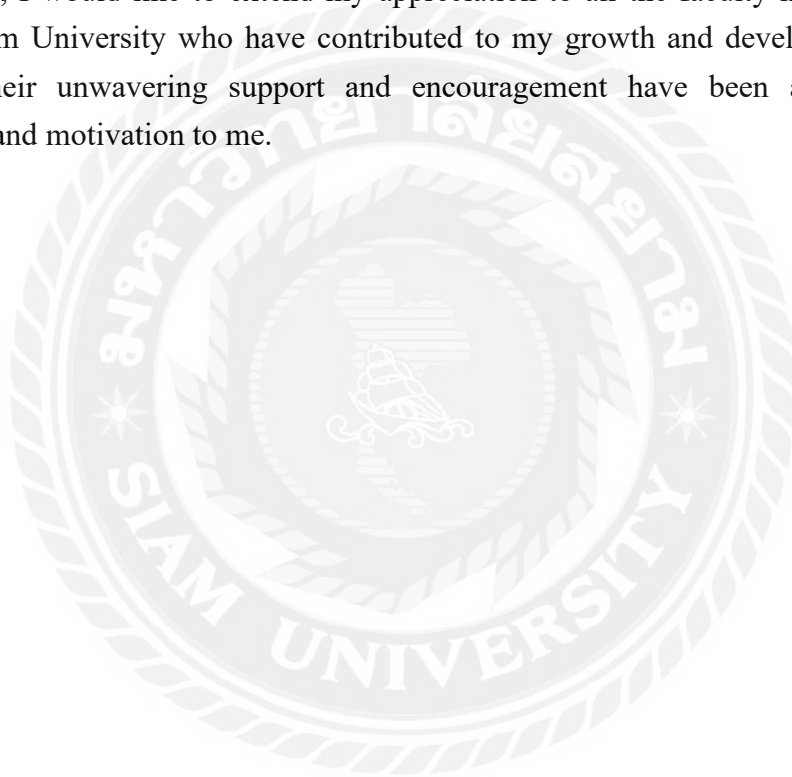 , I would like to extend my appreciation to all the faculty
m University who have contributed to my growth and devel
heir unwavering support and encouragement have been a
and motivation to me.
มหาวิทยาลัยสยาม
SIAM UNIVERSITY